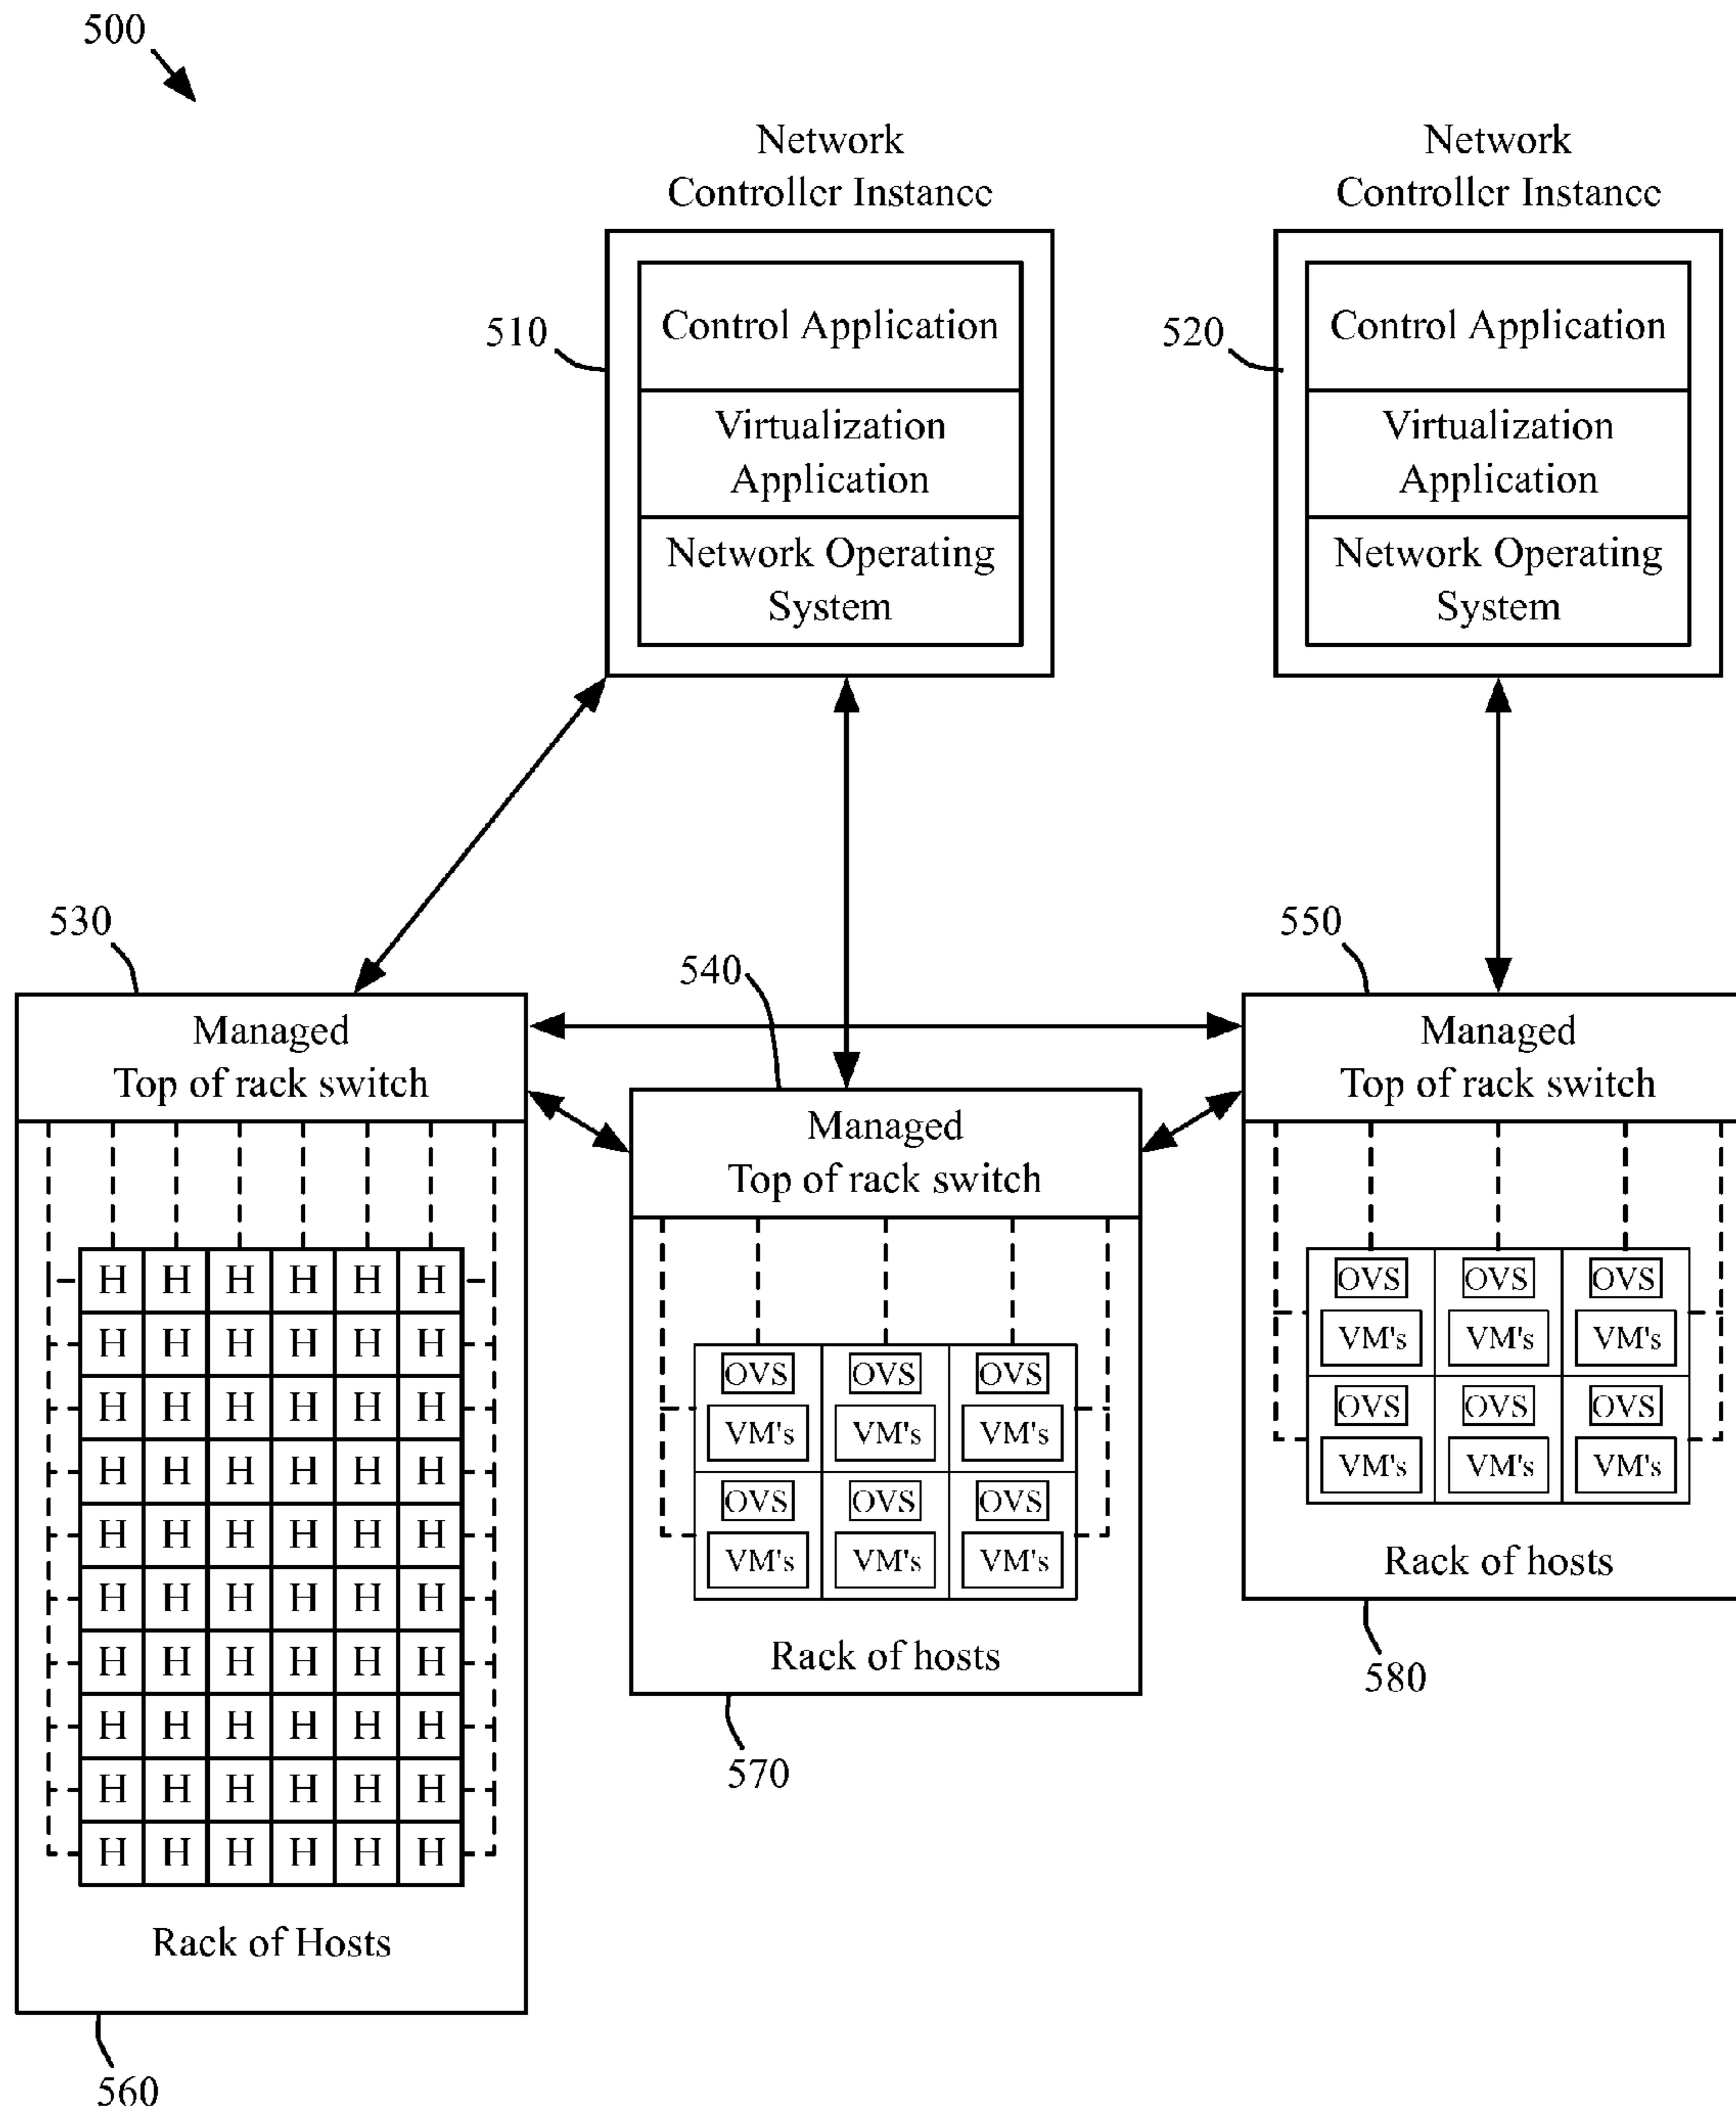 500
Network
Controller Instance
Network
Controller Instance
510
Control Application
Virtualization
Application
Network Operating
System
520
Control Application
Virtualization
Application
Network Operating
System
530
Managed
Top of rack switch
540
Managed
Top of rack switch
550
Managed
Top of rack switch
H H H H H H
H H H H H H
H H H H H H
H H H H H H
H H H H H H
H H H H H H
H H H H H H
H H H H H H
H H H H H H
H H H H H H
Rack of Hosts
560
OVS OVS OVS
VM's VM's VM's
OVS OVS OVS
VM's VM's VM's
Rack of hosts
570
OVS OVS OVS
VM's VM's VM's
OVS OVS OVS
VM's VM's VM's
Rack of hosts
580